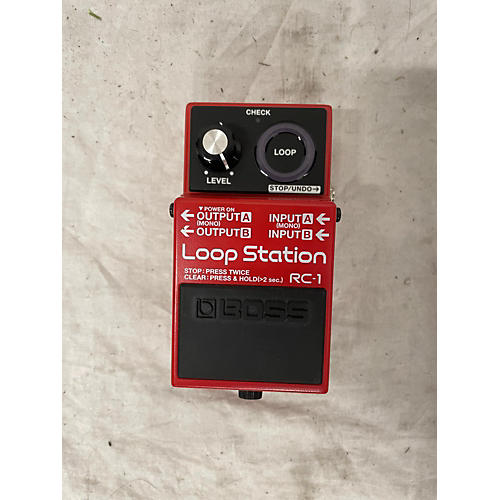 CHECK
LOOP
LEVEL
STOP/UNDO→
▼ POWER ON
← OUTPUT A
(MONO)
← OUTPUT B
INPUT A ←
(MONO)
INPUT B ←
Loop Station
STOP: PRESS TWICE
CLEAR: PRESS & HOLD(>2 sec.)
RC-1
BOSS